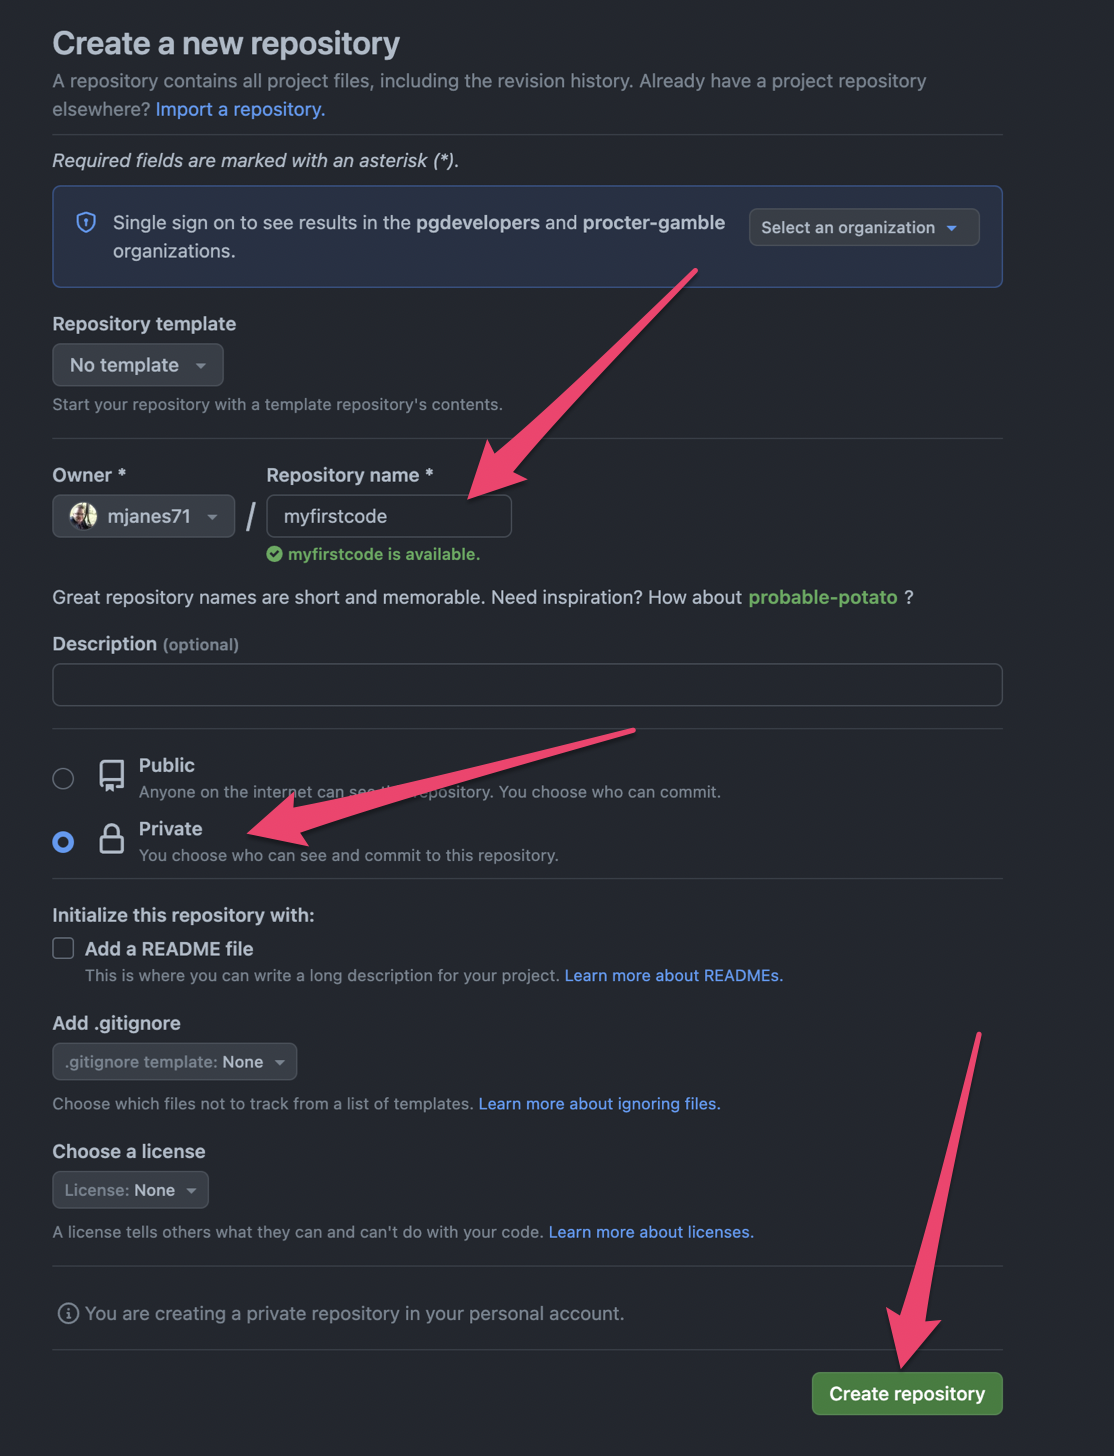 Create a new repository
A repository contains all project files, including the revision history. Already have a project repository
elsewhere? Import a repository.
Required fields are marked with an asterisk (*).
Single sign on to see results in the pgdevelopers and procter-gamble
organizations.
Select an organization
Repository template
No template
Start your repository with a template repository's contents.
Owner *
Repository name *
mjanes71
/
myfirstcode
myfirstcode is available.
Great repository names are short and memorable. Need inspiration? How about probable-potato ?
Description (optional)
Public
Anyone on the internet can see this repository. You choose who can commit.
Private
You choose who can see and commit to this repository.
Initialize this repository with:
Add a README file
This is where you can write a long description for your project. Learn more about READMEs.
Add .gitignore
.gitignore template: None
Choose which files not to track from a list of templates. Learn more about ignoring files.
Choose a license
License: None
A license tells others what they can and can't do with your code. Learn more about licenses.
You are creating a private repository in your personal account.
Create repository